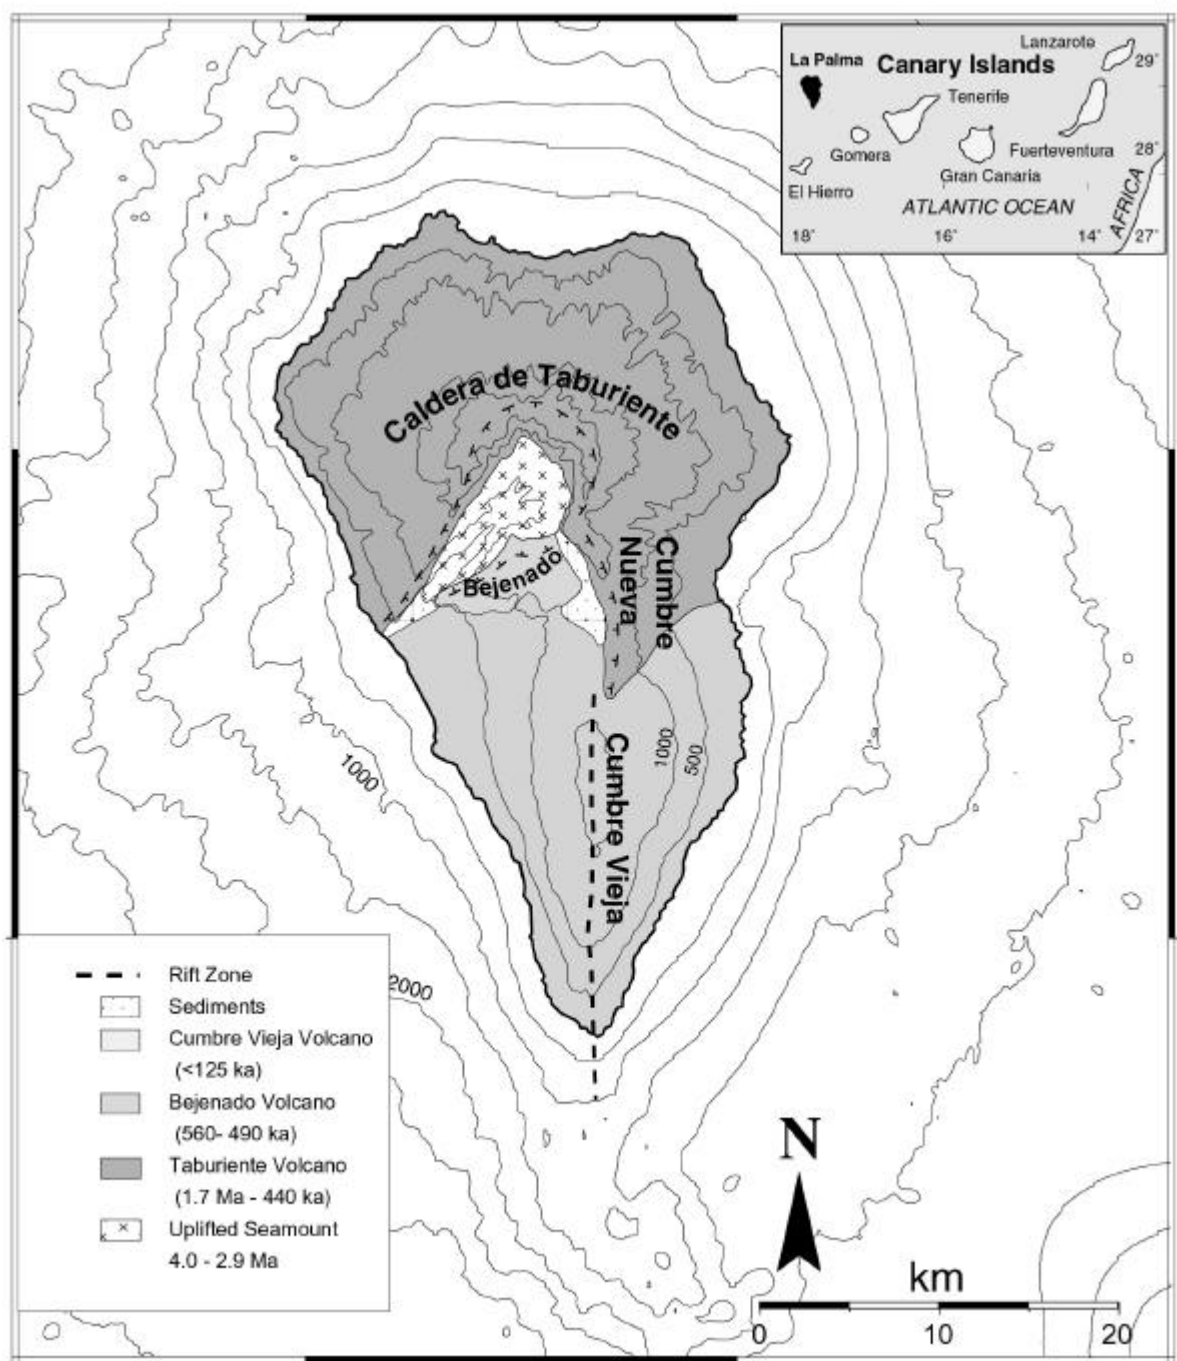 Lanzarote
La Palma
Canary Islands
29°
Tenerife
Gomera
Fuerteventura
28°
El Hierro
Gran Canaria
ATLANTIC OCEAN
AFRICA
18°
16°
14°
27°
Caldera de Taburiente
Cumbre
Nueva
Bejenado
1000
500
1000
Cumbre Vieja
2000
Rift Zone
Sediments
Cumbre Vieja Volcano
(<125 ka)
Bejenado Volcano
(560- 490 ka)
Taburiente Volcano
(1.7 Ma - 440 ka)
Uplifted Seamount
4.0 - 2.9 Ma
N
km
0 10 20